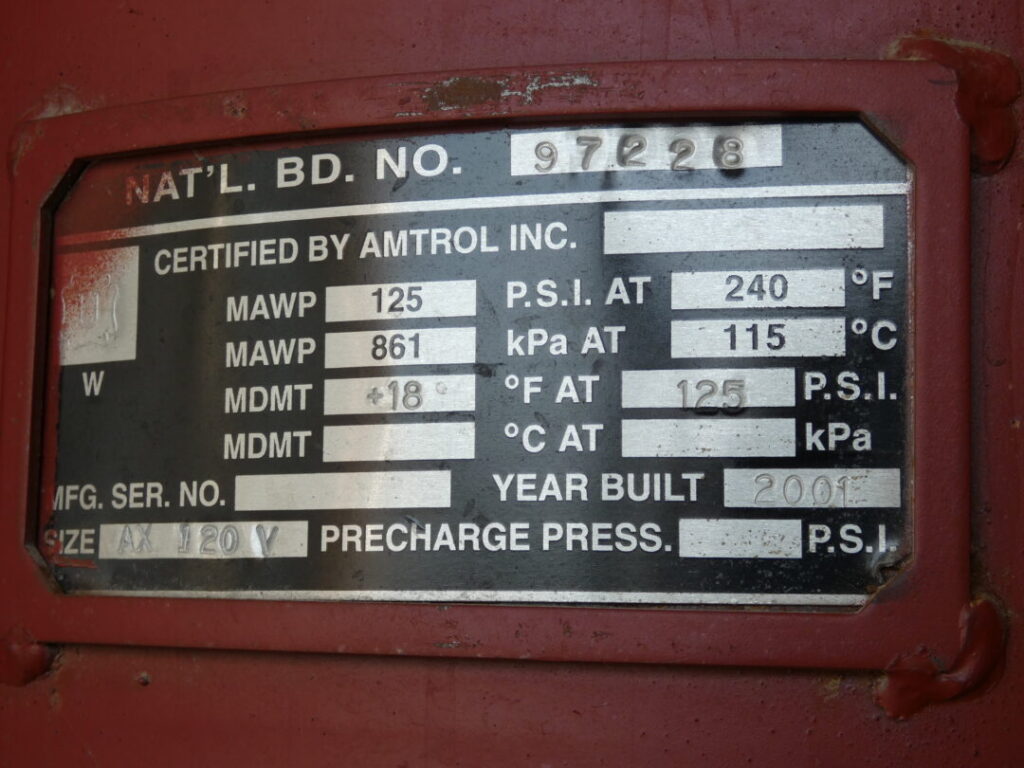 NAT'L. BD. NO. 97228
CERTIFIED BY AMTROL INC.
MAWP 125 P.S.I. AT 240 °F
MAWP 861 kPa AT 115 °C
W
MDMT +18° °F AT 125 P.S.I.
MDMT °C AT kPa
MFG. SER. NO. YEAR BUILT 2001
SIZE AX 120 V PRECHARGE PRESS. P.S.I.